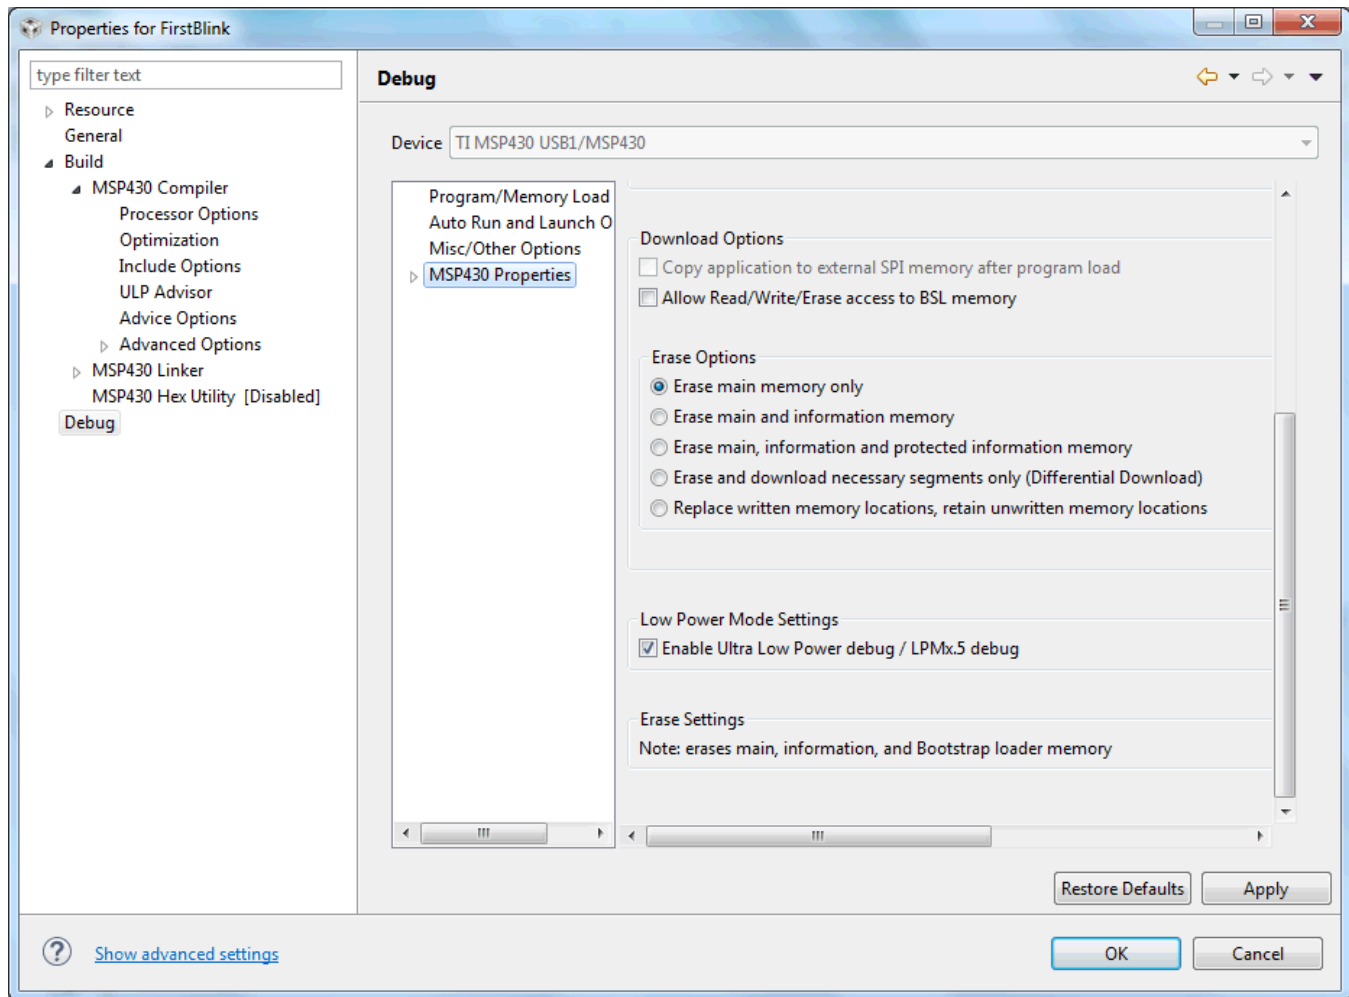 Properties for FirstBlink
type filter text
Resource
General
Build
MSP430 Compiler
Processor Options
Optimization
Include Options
ULP Advisor
Advice Options
Advanced Options
MSP430 Linker
MSP430 Hex Utility [Disabled]
Debug
Debug
Device TI MSP430 USB1/MSP430
Program/Memory Load
Auto Run and Launch O
Misc/Other Options
MSP430 Properties
Download Options
Copy application to external SPI memory after program load
Allow Read/Write/Erase access to BSL memory
Erase Options
Erase main memory only
Erase main and information memory
Erase main, information and protected information memory
Erase and download necessary segments only (Differential Download)
Replace written memory locations, retain unwritten memory locations
Low Power Mode Settings
Enable Ultra Low Power debug / LPMx.5 debug
Erase Settings
Note: erases main, information, and Bootstrap loader memory
Restore Defaults Apply
? Show advanced settings
OK Cancel